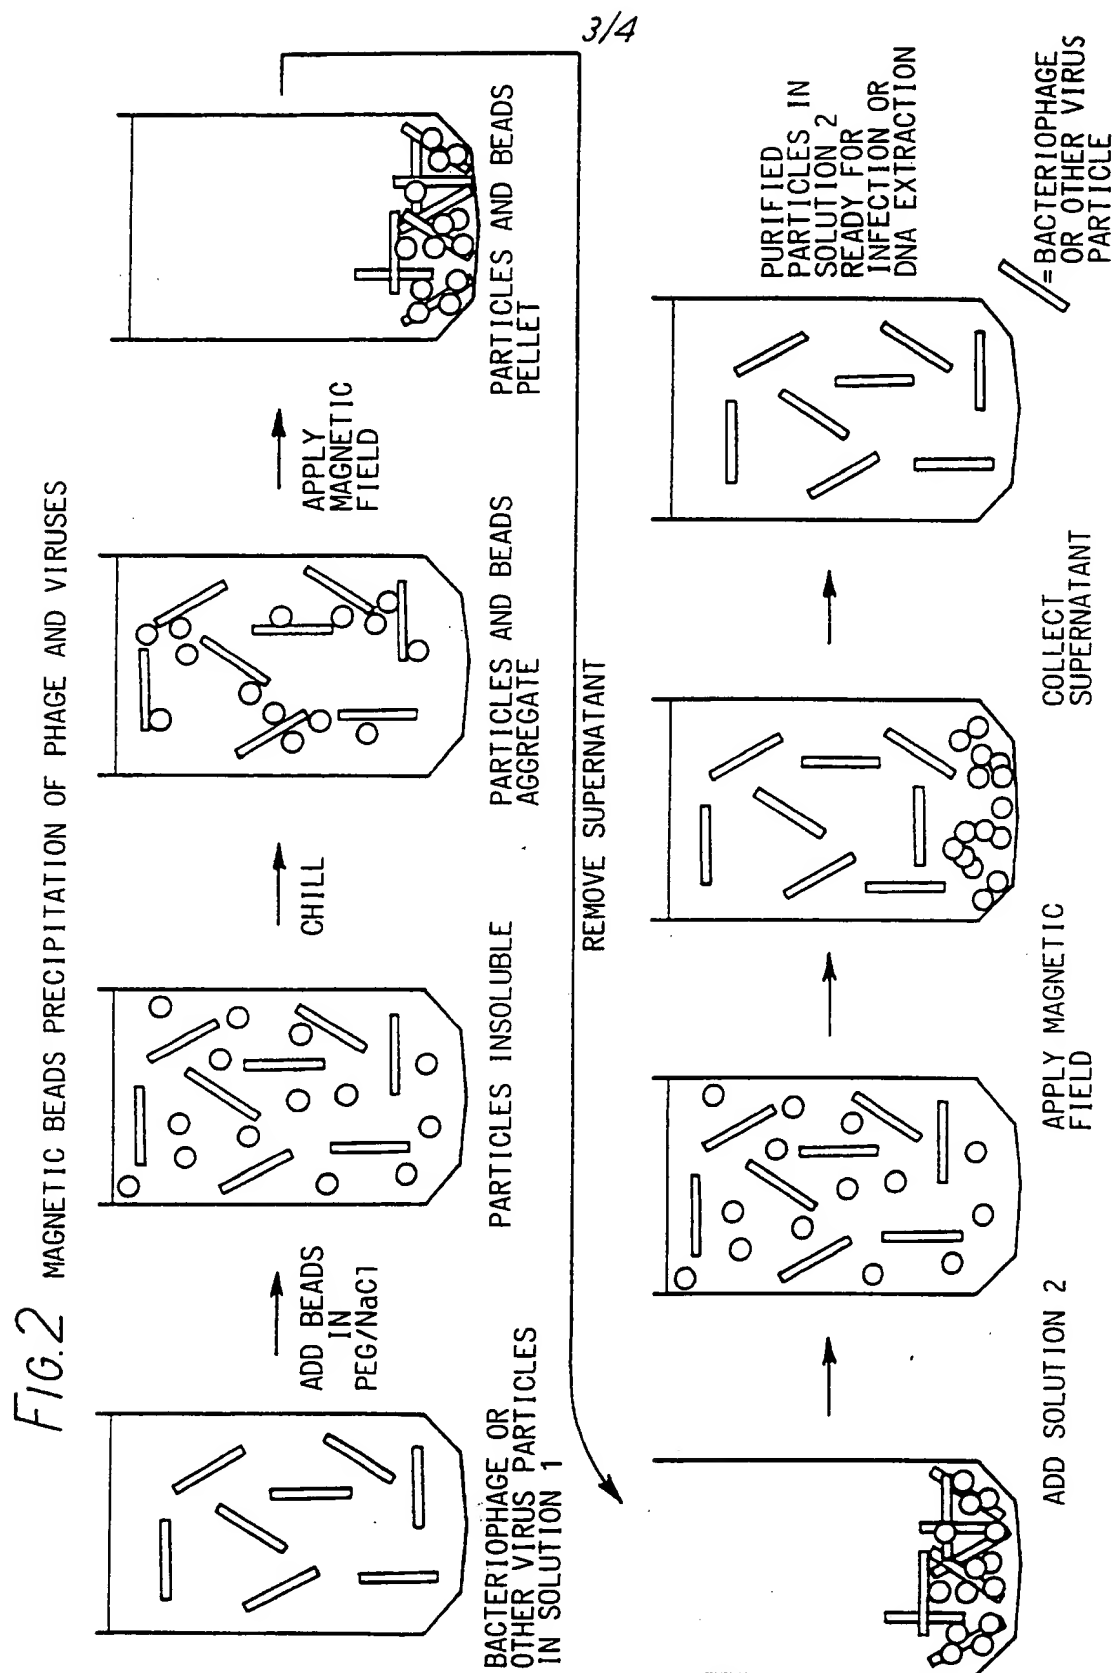 3/4
FIG.2 MAGNETIC BEADS PRECIPITATION OF PHAGE AND VIRUSES
BACTERIOPHAGE OR
OTHER VIRUS PARTICLES
IN SOLUTION 1
ADD BEADS
IN
PEG/NaCl
PARTICLES INSOLUBLE
CHILL
PARTICLES AND BEADS
AGGREGATE
APPLY
MAGNETIC
FIELD
PARTICLES AND BEADS
PELLET
REMOVE SUPERNATANT
ADD SOLUTION 2
APPLY MAGNETIC
FIELD
COLLECT
SUPERNATANT
PURIFIED
PARTICLES IN
SOLUTION 2
READY FOR
INFECTION OR
DNA EXTRACTION
=BACTERIOPHAGE
OR OTHER VIRUS
PARTICLE